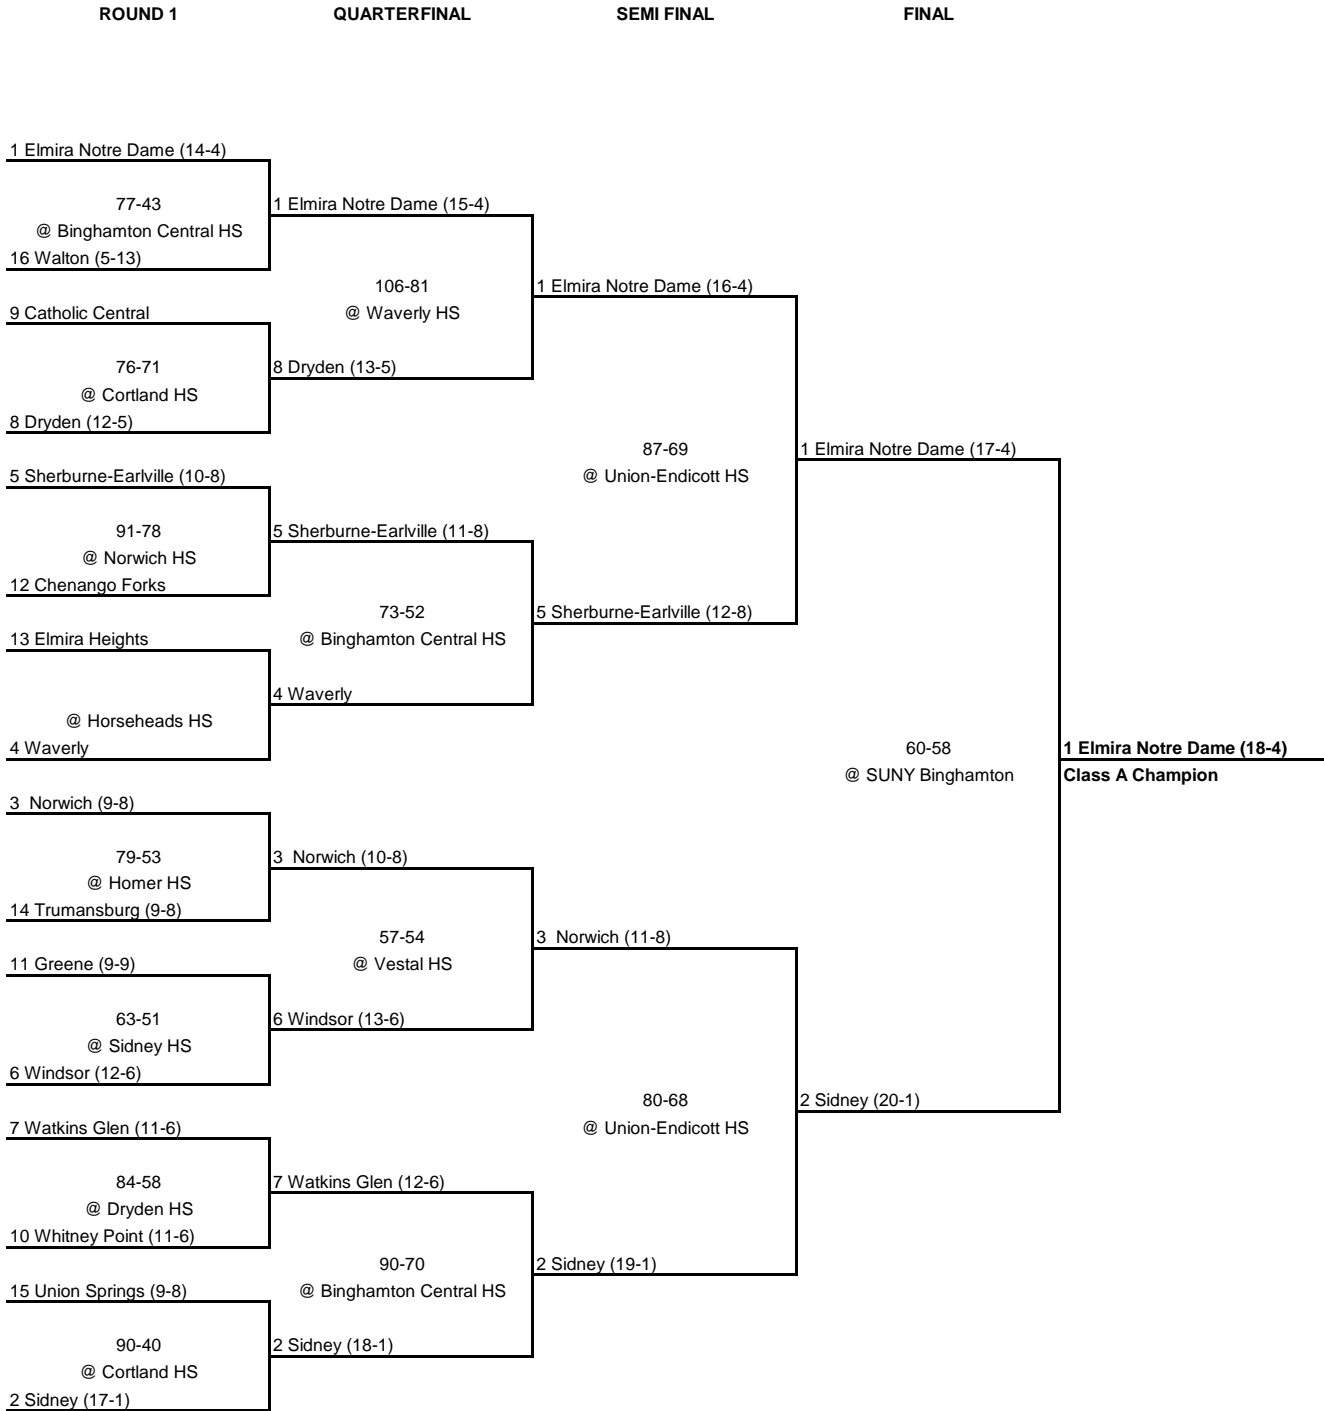 ROUND 1 QUARTERFINAL SEMI FINAL FINAL
1 Elmira Notre Dame (14-4)
77-43
@ Binghamton Central HS
16 Walton (5-13)
9 Catholic Central
76-71
@ Cortland HS
8 Dryden (12-5)
5 Sherburne-Earlville (10-8)
91-78
@ Norwich HS
12 Chenango Forks
13 Elmira Heights
@ Horseheads HS
4 Waverly
3 Norwich (9-8)
79-53
@ Homer HS
14 Trumansburg (9-8)
11 Greene (9-9)
63-51
@ Sidney HS
6 Windsor (12-6)
7 Watkins Glen (11-6)
84-58
@ Dryden HS
10 Whitney Point (11-6)
15 Union Springs (9-8)
90-40
@ Cortland HS
2 Sidney (17-1)
1 Elmira Notre Dame (15-4)
106-81
@ Waverly HS
8 Dryden (13-5)
5 Sherburne-Earlville (11-8)
73-52
@ Binghamton Central HS
4 Waverly
3 Norwich (10-8)
57-54
@ Vestal HS
6 Windsor (13-6)
7 Watkins Glen (12-6)
90-70
@ Binghamton Central HS
2 Sidney (18-1)
1 Elmira Notre Dame (16-4)
87-69
@ Union-Endicott HS
5 Sherburne-Earlville (12-8)
3 Norwich (11-8)
80-68
@ Union-Endicott HS
2 Sidney (19-1)
1 Elmira Notre Dame (17-4)
60-58
@ SUNY Binghamton
2 Sidney (20-1)
1 Elmira Notre Dame (18-4)
Class A Champion